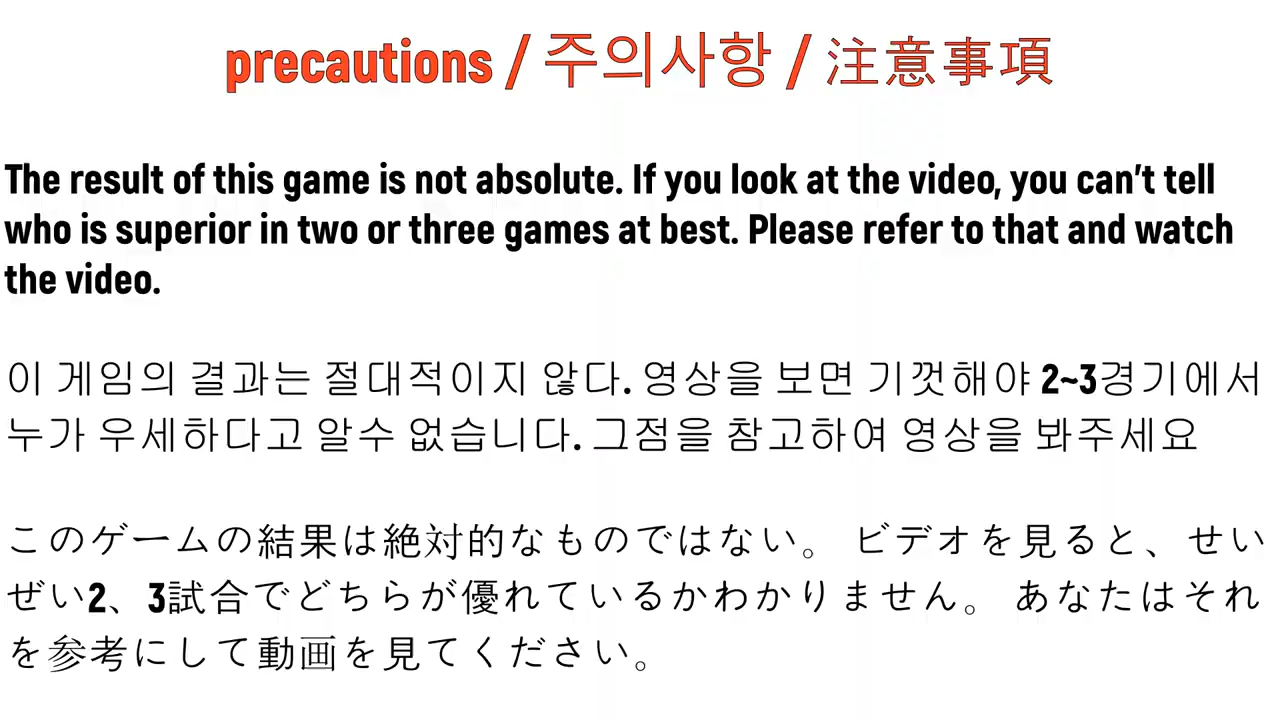 precautions / 주의사항 / 注意事項
The result of this game is not absolute. If you look at the video, you can't tell
who is superior in two or three games at best. Please refer to that and watch
the video.
이 게임의 결과는 절대적이지 않다. 영상을 보면 기껏해야 2~3경기에서
누가 우세하다고 알수 없습니다. 그점을 참고하여 영상을 봐주세요
このゲームの結果は絶対的なものではない。 ビデオを見ると、せい
ぜい2、3試合でどちらが優れているかわかりません。 あなたはそれ
を参考にして動画を見てください。